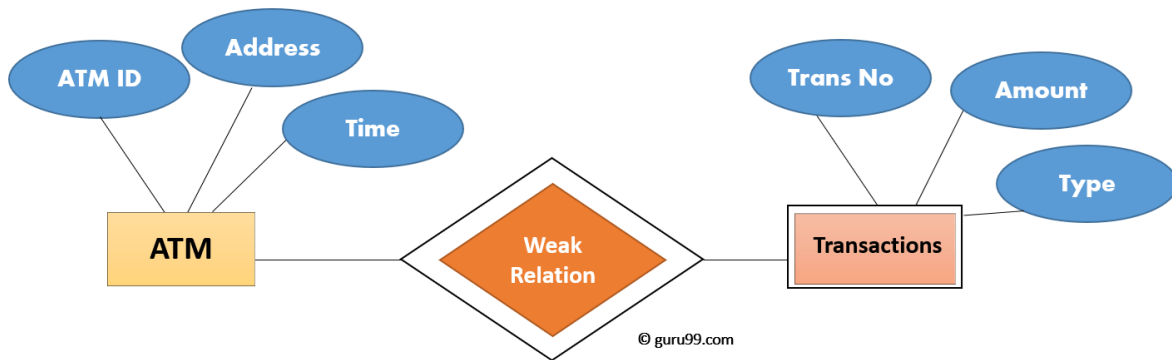 ATM ID
Address
Time
Trans No
Amount
Type
ATM
Weak
Relation
Transactions
© guru99.com